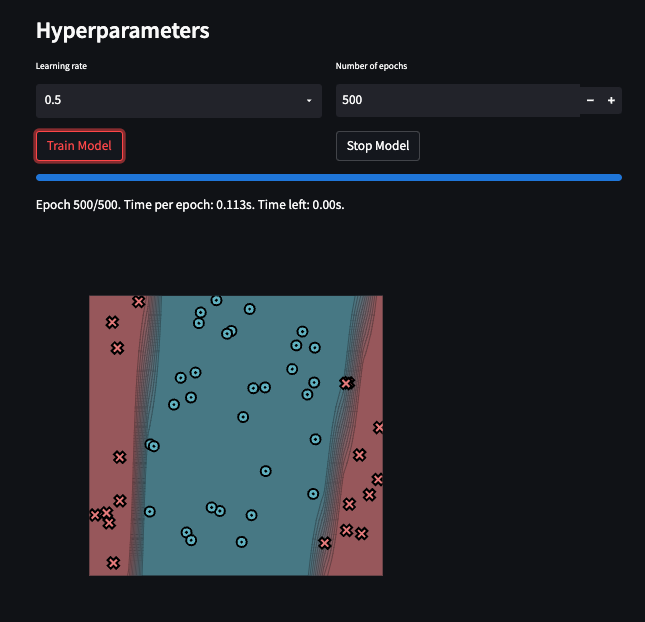 Hyperparameters
Learning rate
Number of epochs
0.5
500
Train Model
Stop Model
Epoch 500/500. Time per epoch: 0.113s. Time left: 0.00s.